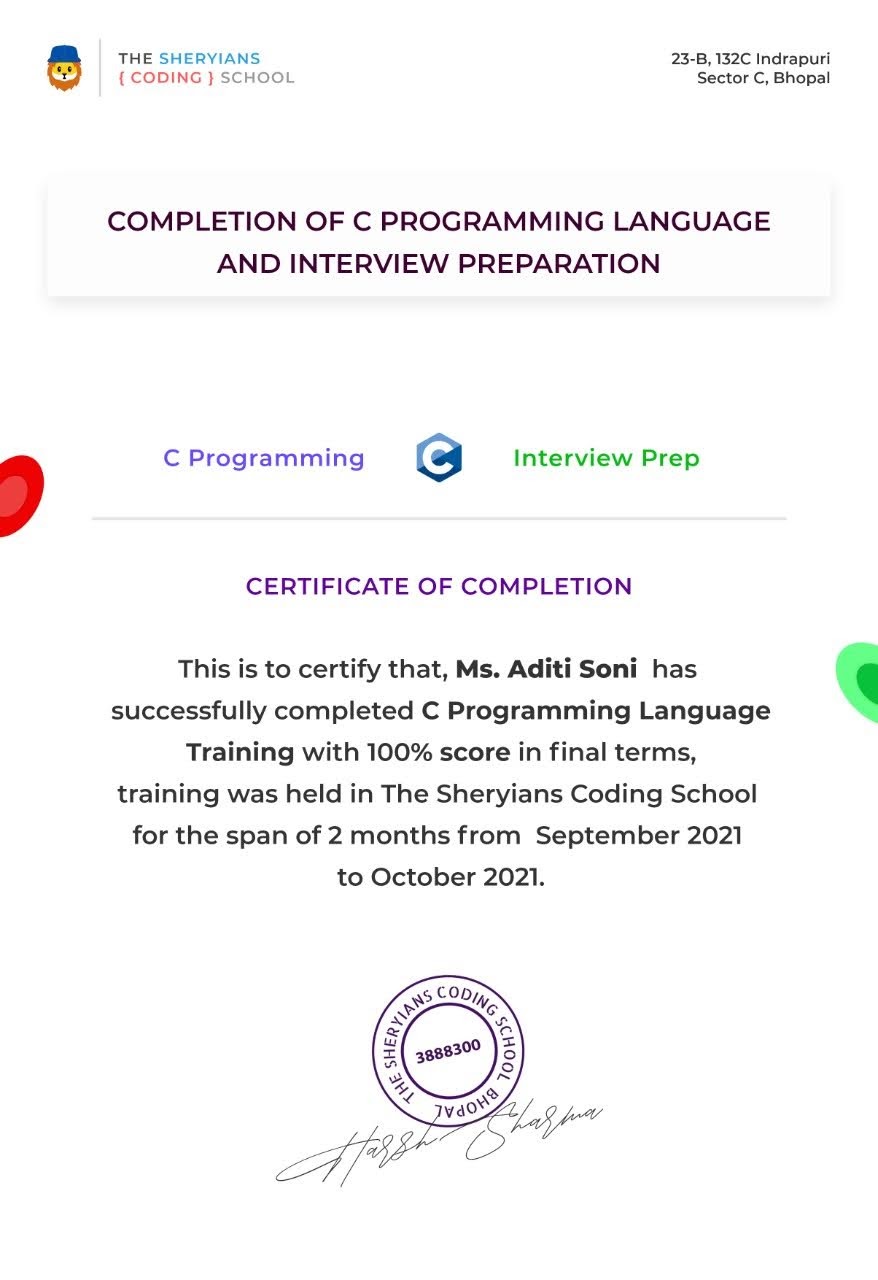 THE SHERYIANS
{ CODING } SCHOOL
23-B, 132C Indrapuri
Sector C, Bhopal
COMPLETION OF C PROGRAMMING LANGUAGE
AND INTERVIEW PREPARATION
C Programming
C
Interview Prep
CERTIFICATE OF COMPLETION
This is to certify that, Ms. Aditi Soni has
successfully completed C Programming Language
Training with 100% score in final terms,
training was held in The Sheryians Coding School
for the span of 2 months from September 2021
to October 2021.
THE SHERYIANS CODING SCHOOL BHOPAL
3888300
Harsh Sharma